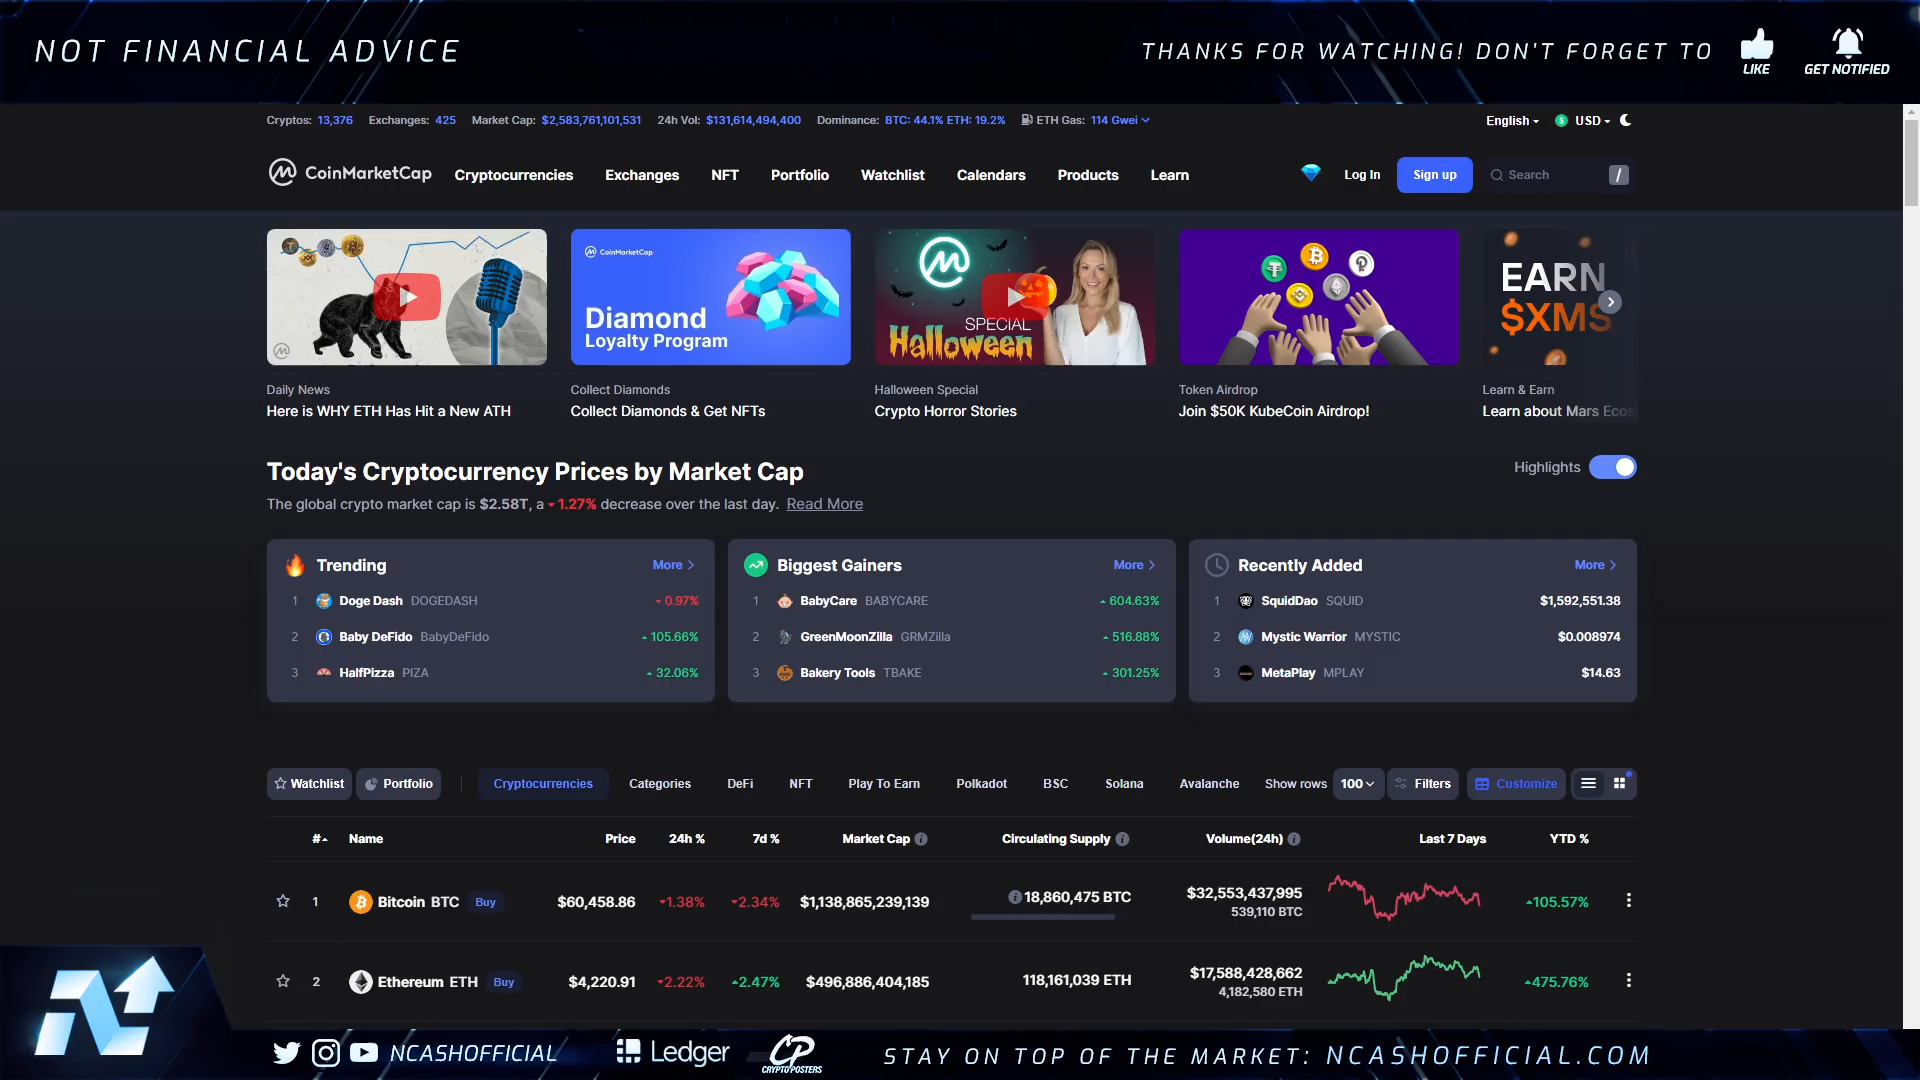 NOT FINANCIAL ADVICE
THANKS FOR WATCHING! DON'T FORGET TO
LIKE
GET NOTIFIED
Cryptos: 13,376 Exchanges: 425 Market Cap: $2,583,761,101,531 24h Vol: $131,614,494,400 Dominance: BTC: 44.1% ETH: 19.2% ETH Gas: 114 Gwei
English USD
CoinMarketCap Cryptocurrencies Exchanges NFT Portfolio Watchlist Calendars Products Learn Log In Sign up Search /
CoinMarketCap
Diamond
Loyalty Program
SPECIAL
Halloween
EARN
$XMS
Daily News
Here is WHY ETH Has Hit a New ATH
Collect Diamonds
Collect Diamonds & Get NFTs
Halloween Special
Crypto Horror Stories
Token Airdrop
Join $50K KubeCoin Airdrop!
Learn & Earn
Learn about Mars Ecos
Today's Cryptocurrency Prices by Market Cap
Highlights
The global crypto market cap is $2.58T, a 1.27% decrease over the last day. Read More
Trending More
1 Doge Dash DOGEDASH 0.97%
2 Baby DeFido BabyDeFido 105.66%
3 HalfPizza PIZA 32.06%
Biggest Gainers More
1 BabyCare BABYCARE 604.63%
2 GreenMoonZilla GRMZilla 516.88%
3 Bakery Tools TBAKE 301.25%
Recently Added More
1 SquidDao SQUID $1,592,551.38
2 Mystic Warrior MYSTIC $0.008974
3 MetaPlay MPLAY $14.63
Watchlist Portfolio Cryptocurrencies Categories DeFi NFT Play To Earn Polkadot BSC Solana Avalanche Show rows 100 Filters Customize
# Name Price 24h % 7d % Market Cap Circulating Supply Volume(24h) Last 7 Days YTD %
1 Bitcoin BTC Buy $60,458.86 1.38% 2.34% $1,138,865,239,139 18,860,475 BTC $32,553,437,995 105.57%
539,110 BTC
2 Ethereum ETH Buy $4,220.91 2.22% 2.47% $496,886,404,185 118,161,039 ETH $17,588,428,662 475.76%
4,182,580 ETH
NCASHOFFICIAL
Ledger
CP
CRYPTOPOSTERS
STAY ON TOP OF THE MARKET: NCASHOFFICIAL.COM